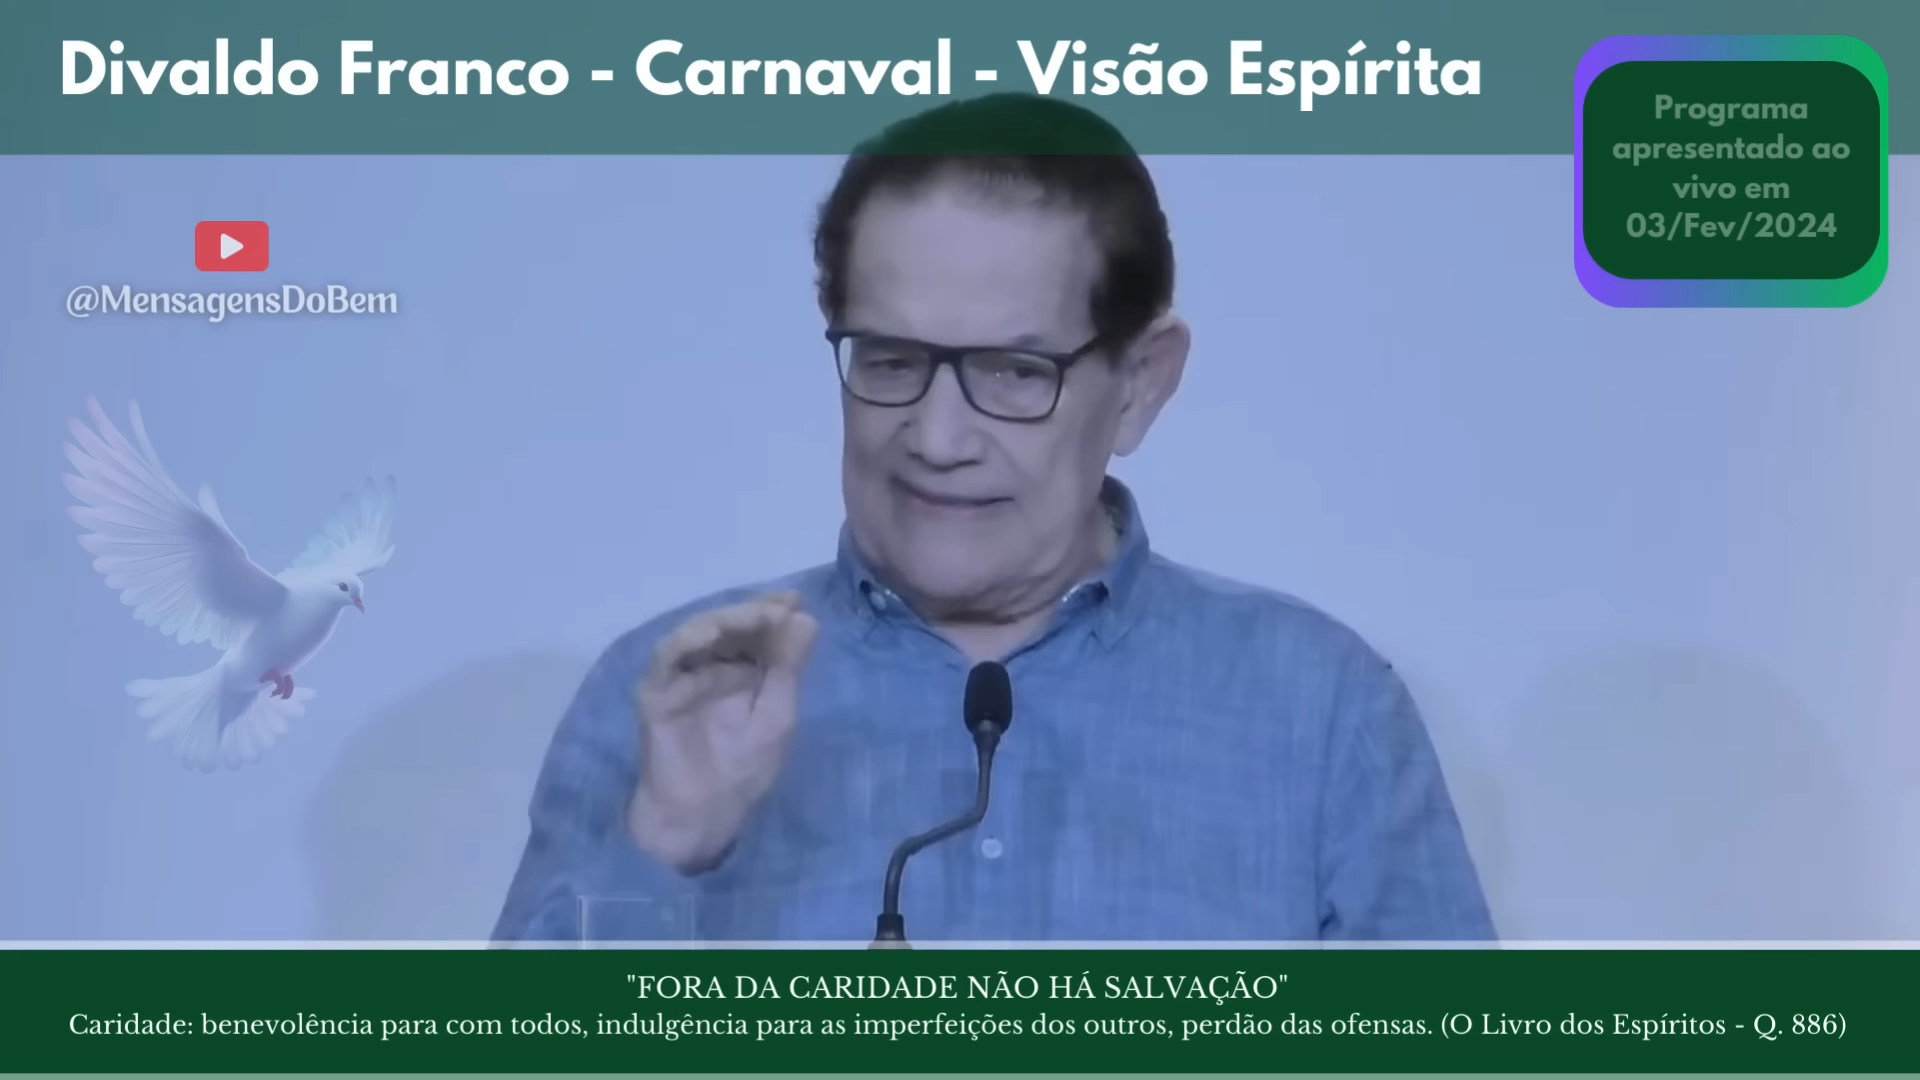 Divaldo Franco - Carnaval - Visão Espírita
Programa
apresentado ao
vivo em
03/Fev/2024
@MensagensDoBem
"FORA DA CARIDADE NÃO HÁ SALVAÇÃO"
Caridade: benevolência para com todos, indulgência para as imperfeições dos outros, perdão das ofensas. (O Livro dos Espíritos - Q. 886)